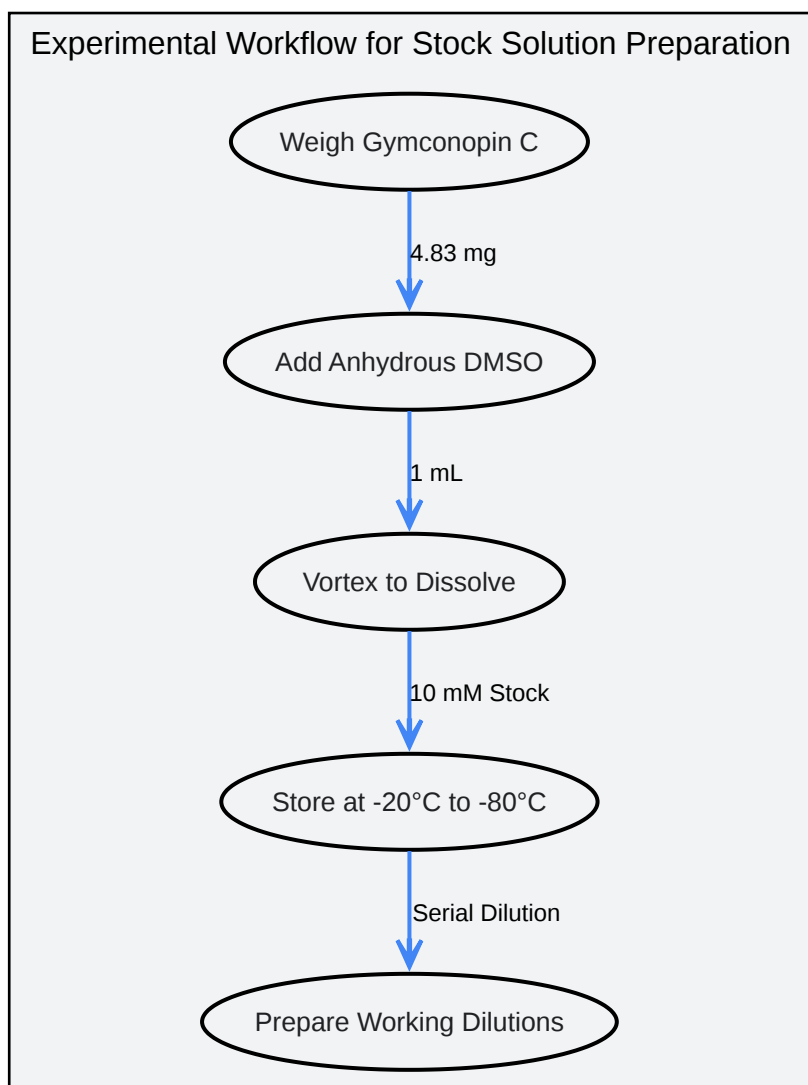 Experimental Workflow for Stock Solution Preparation
Weigh Gymconopin C
4.83 mg
Add Anhydrous DMSO
1 mL
Vortex to Dissolve
10 mM Stock
Store at -20°C to -80°C
Serial Dilution
Prepare Working Dilutions